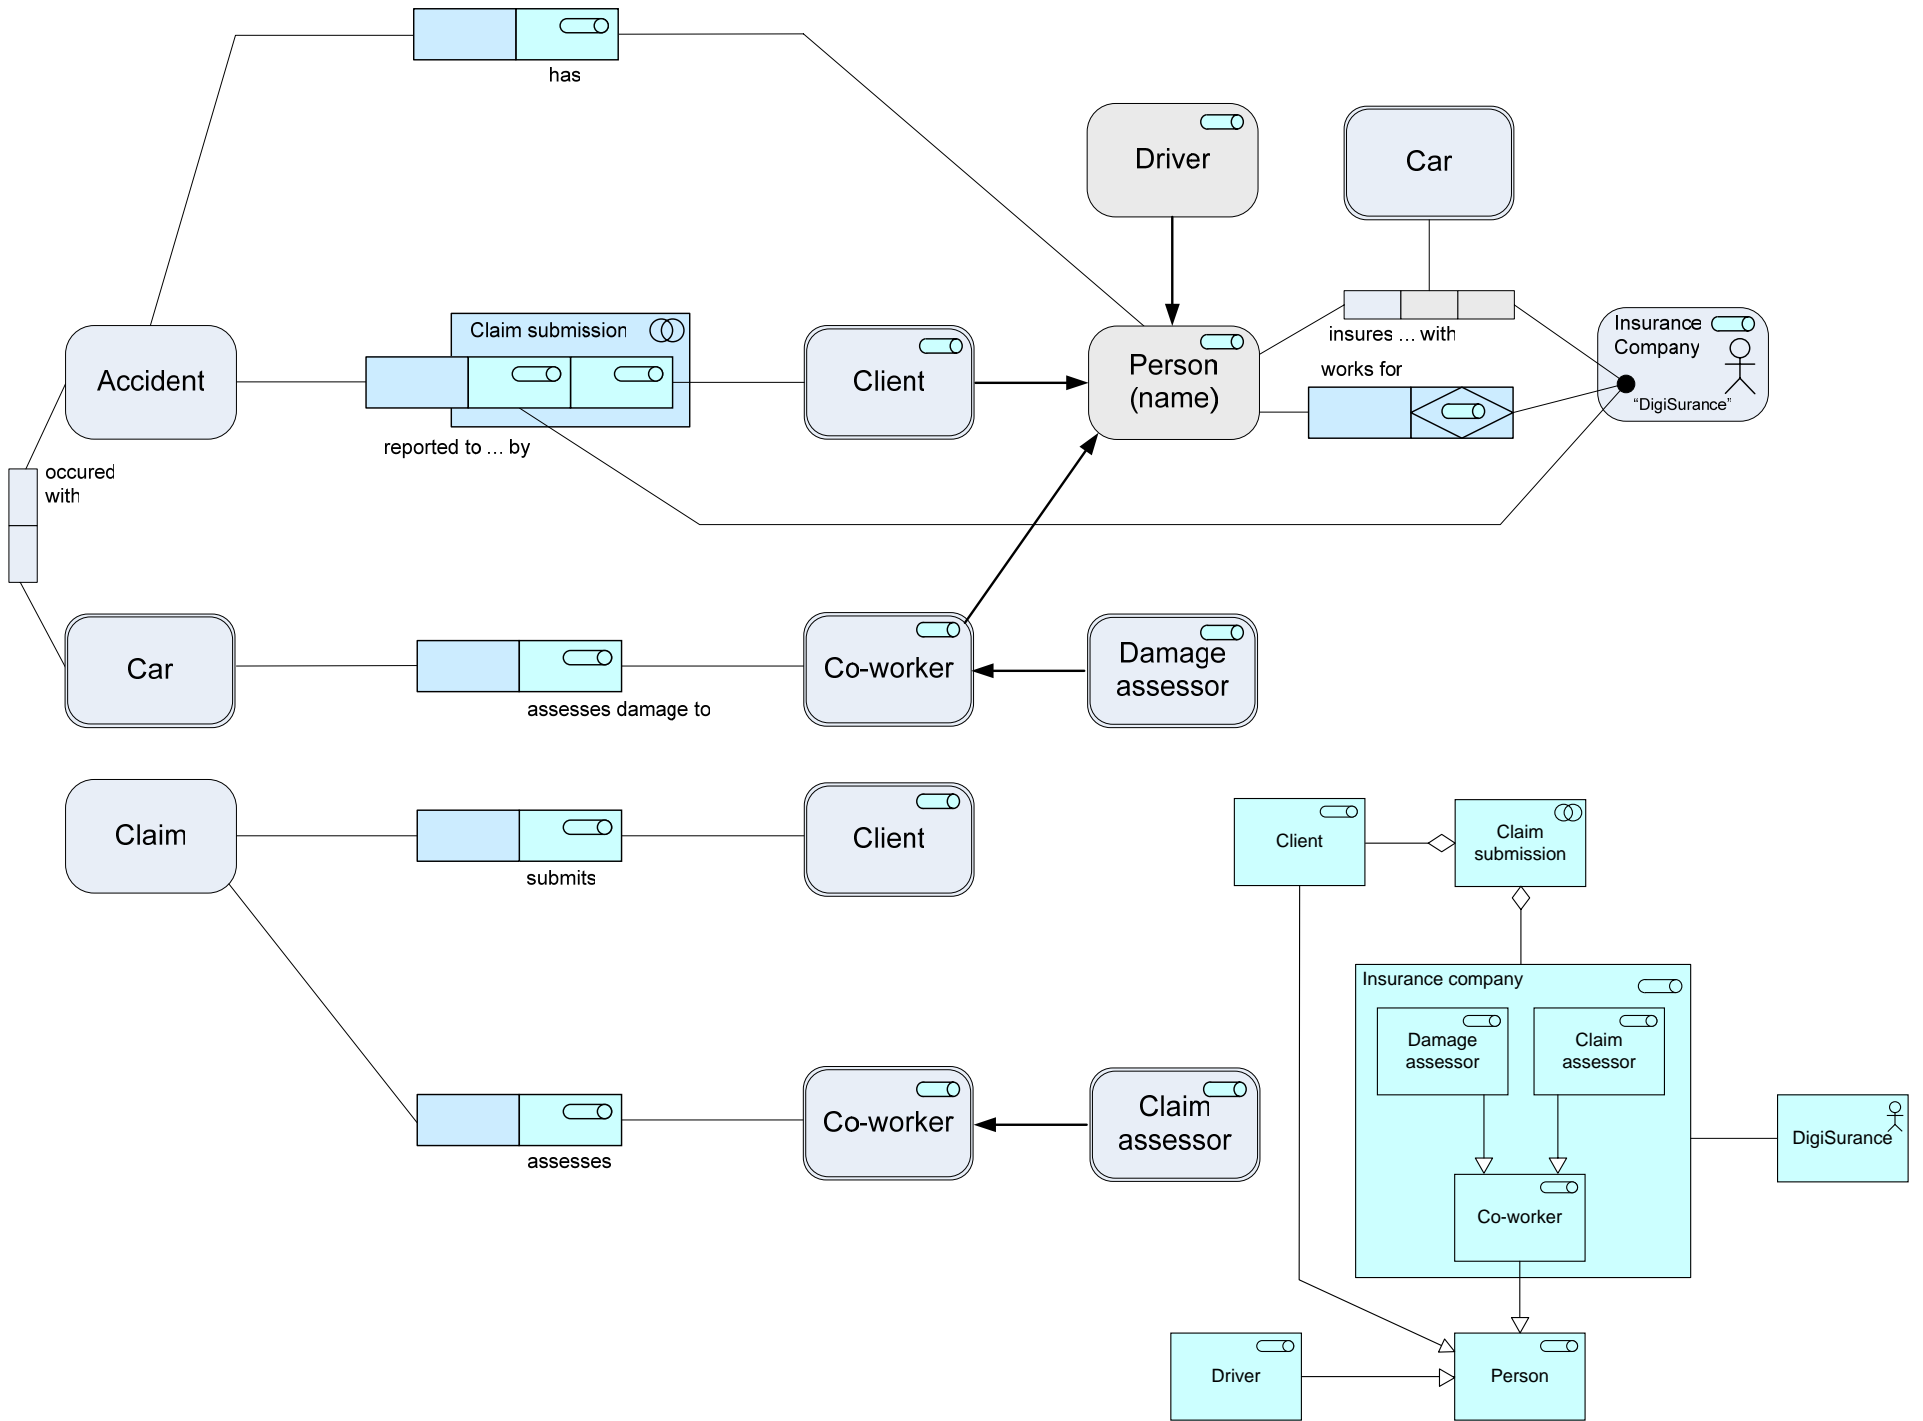 has
Driver
Car
Claim submission
Accident
reported to ... by
Client
Person
(name)
insures ... with
works for
Insurance
Company
“DigiSurance”
occured
with
Car
assesses damage to
Co-worker
Damage
assessor
Claim
submits
Client
assesses
Co-worker
Claim
assessor
Client
Claim
submission
Insurance company
Damage
assessor
Claim
assessor
Co-worker
DigiSurance
Driver
Person